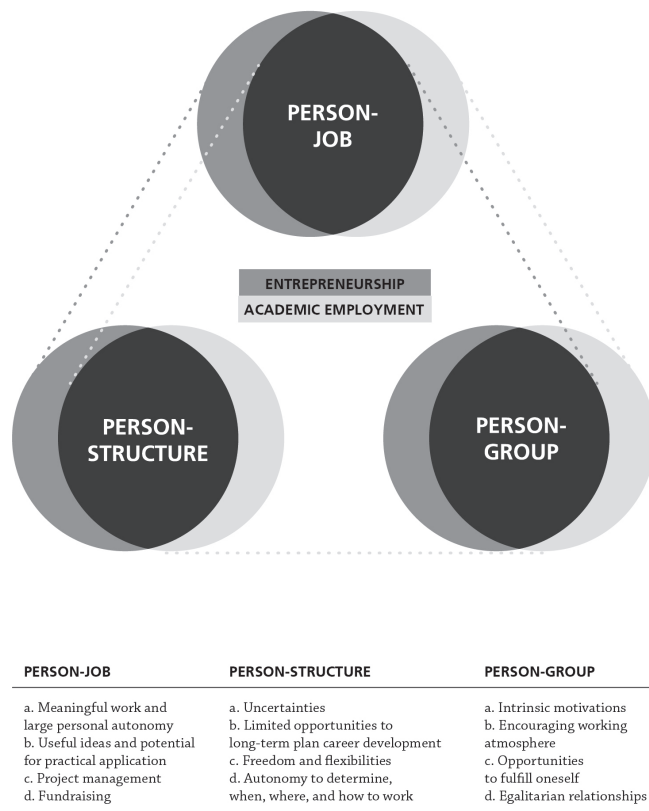 PERSON-
JOB
ENTREPRENEURSHIP
ACADEMIC EMPLOYMENT
PERSON-
STRUCTURE
PERSON-
GROUP
PERSON-JOB
a. Meaningful work and
large personal autonomy
b. Useful ideas and potential
for practical application
c. Project management
d. Fundraising
PERSON-STRUCTURE
a. Uncertainties
b. Limited opportunities to
long-term plan career development
c. Freedom and flexibilities
d. Autonomy to determine,
when, where, and how to work
PERSON-GROUP
a. Intrinsic motivations
b. Encouraging working
atmosphere
c. Opportunities
to fulfill oneself
d. Egalitarian relationships